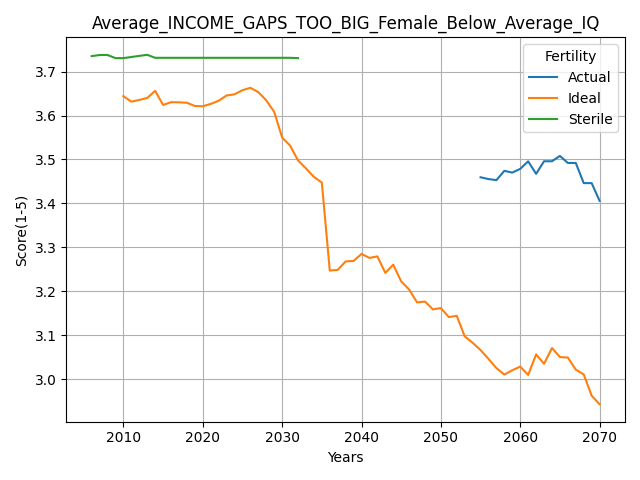 Average_INCOME_GAPS_TOO_BIG_Female_Below_Average_IQ
Fertility
Actual
Ideal
Sterile
Score(1-5)
3.7
3.6
3.5
3.4
3.3
3.2
3.1
3.0
2010 2020 2030 2040 2050 2060 2070
Years